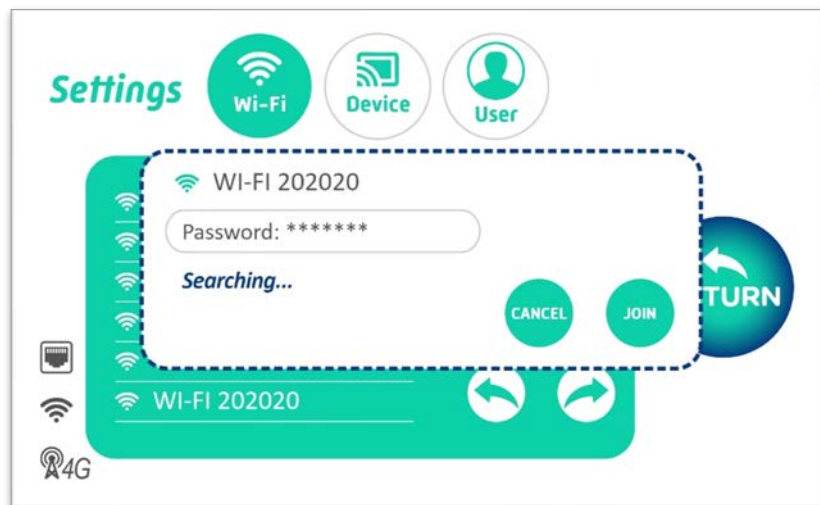 Settings
Wi-Fi
Device
User
WI-FI 202020
Password: *******
Searching...
CANCEL
JOIN
TURN
WI-FI 202020
4G